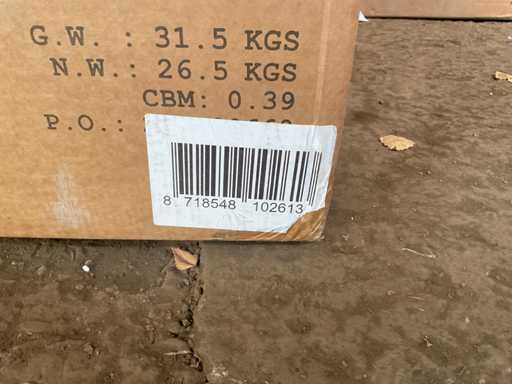 G.W. : 31.5 KGS
N.W.: 26.5 KGS
CBM: 0.39
P.O.:
8 718548 102613